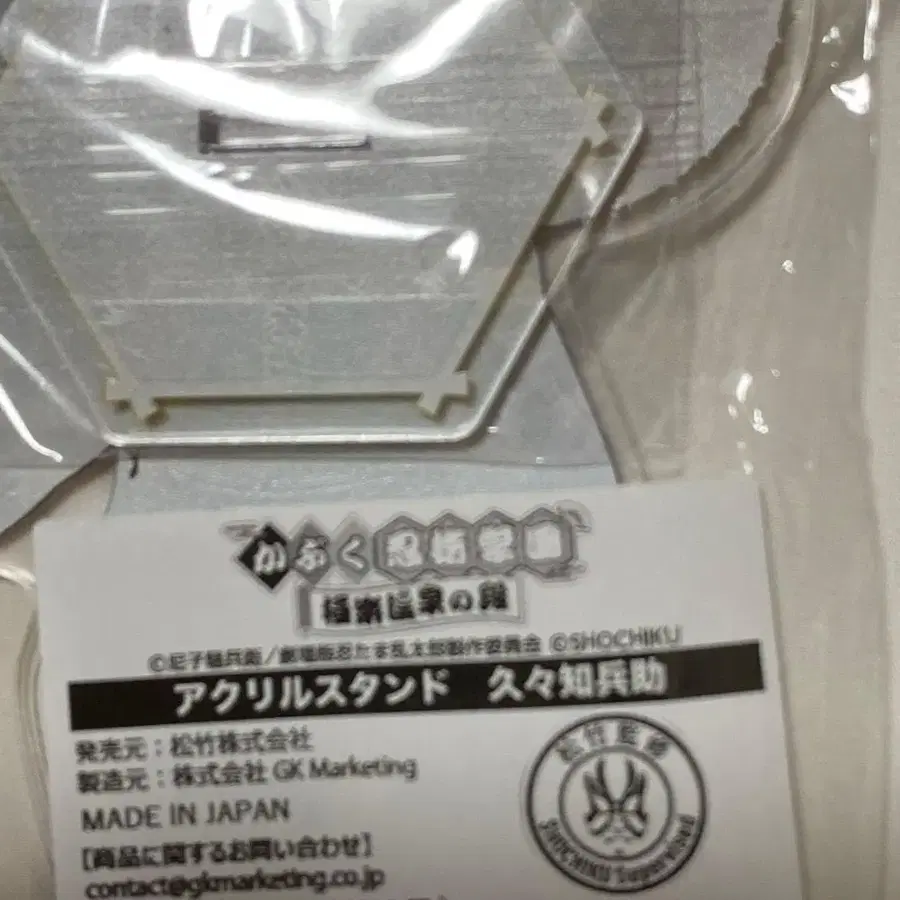 かぶく忍術学園
極楽温泉の段
©尼子騒兵衛/劇場版忍たま乱太郎製作委員会 ©SHOCHIKU
アクリルスタンド 久々知兵助
発売元：松竹株式会社
製造元：株式会社 GK Marketing
MADE IN JAPAN
【商品に関するお問い合わせ】
contact@gkmarketing.co.jp
松竹監修
SHOCHIKU